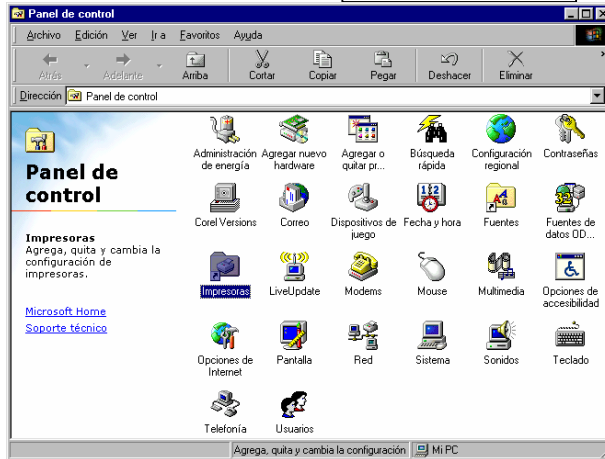 Panel de control
Archivo Edición Ver Ir a Favoritos Ayuda
Atrás Adelante Arriba Cortar Copiar Pegar Deshacer Eliminar
Dirección Panel de control
Panel de
control
Impresoras
Agrega, quita y cambia la
configuración de
impresoras.
Microsoft Home
Soporte técnico
Administración
de energía
Agregar nuevo
hardware
Agregar o
quitar pr...
Búsqueda
rápida
Configuración
regional
Contraseñas
Corel Versions
Correo
Dispositivos de
juego
Fecha y hora
Fuentes
Fuentes de
datos OD...
Impresoras
LiveUpdate
Modems
Mouse
Multimedia
Opciones de
accesibilidad
Opciones de
Internet
Pantalla
Red
Sistema
Sonidos
Teclado
Telefonía
Usuarios
Agrega, quita y cambia la configuración Mi PC